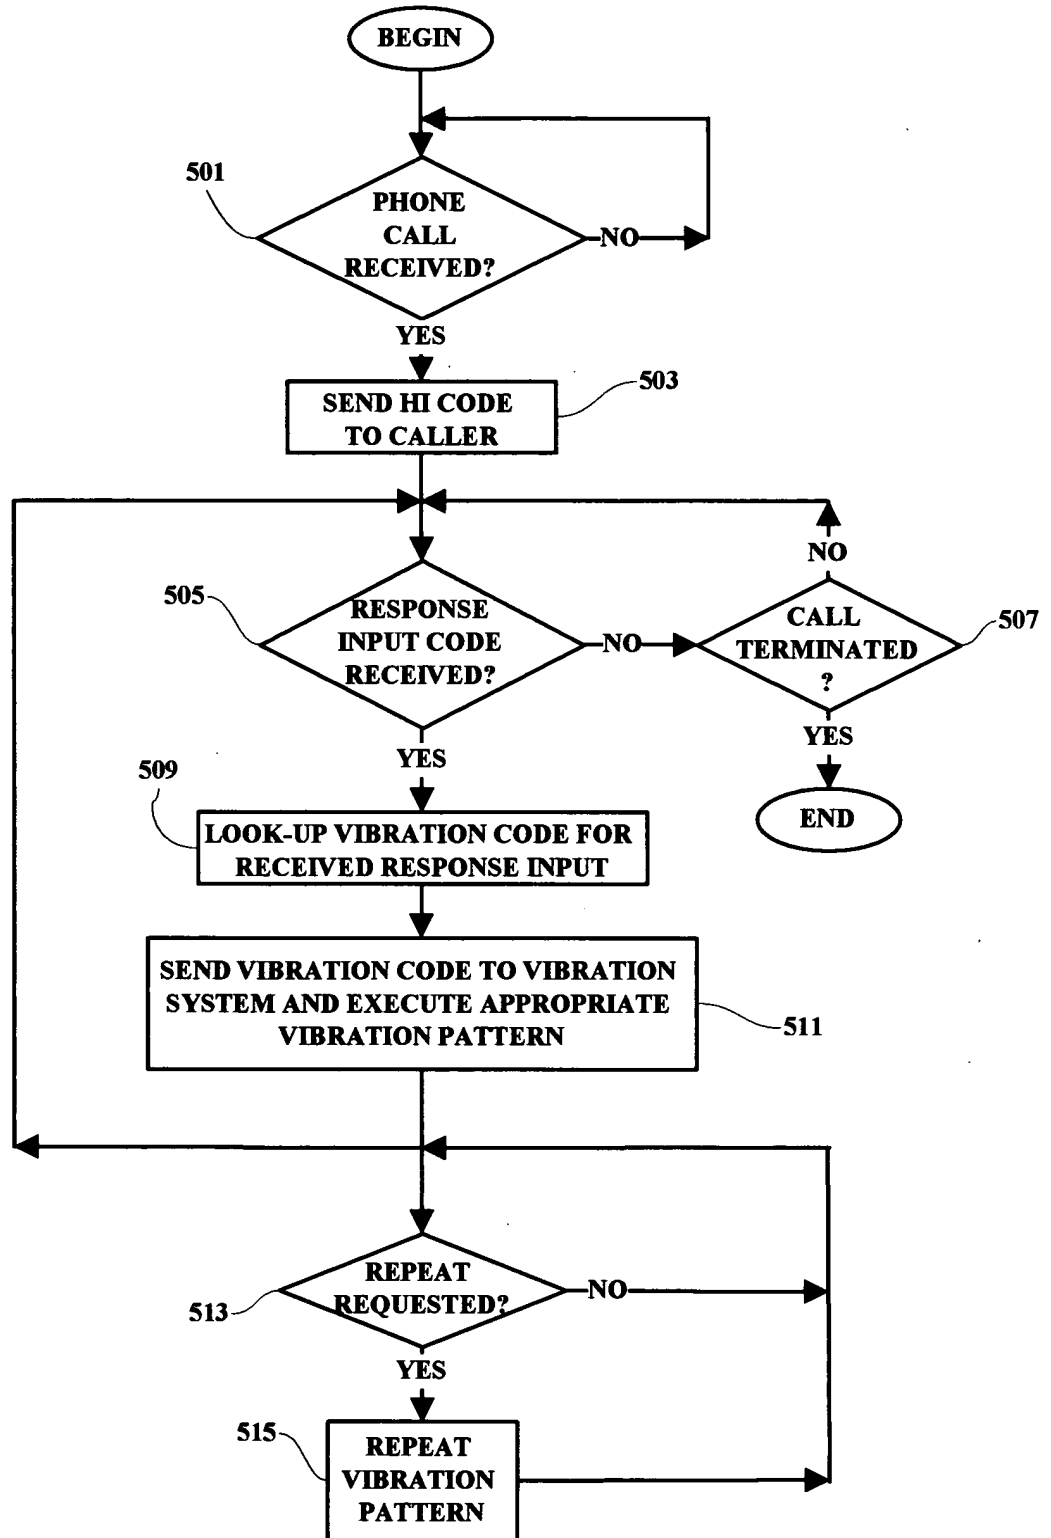 BEGIN
501
PHONE
CALL
RECEIVED?
NO
YES
503
SEND HI CODE
TO CALLER
NO
505
RESPONSE
INPUT CODE
RECEIVED?
NO
CALL
TERMINATED
?
507
YES
YES
509
LOOK-UP VIBRATION CODE FOR
RECEIVED RESPONSE INPUT
END
SEND VIBRATION CODE TO VIBRATION
SYSTEM AND EXECUTE APPROPRIATE
VIBRATION PATTERN
511
REPEAT
REQUESTED?
NO
513
YES
515
REPEAT
VIBRATION
PATTERN